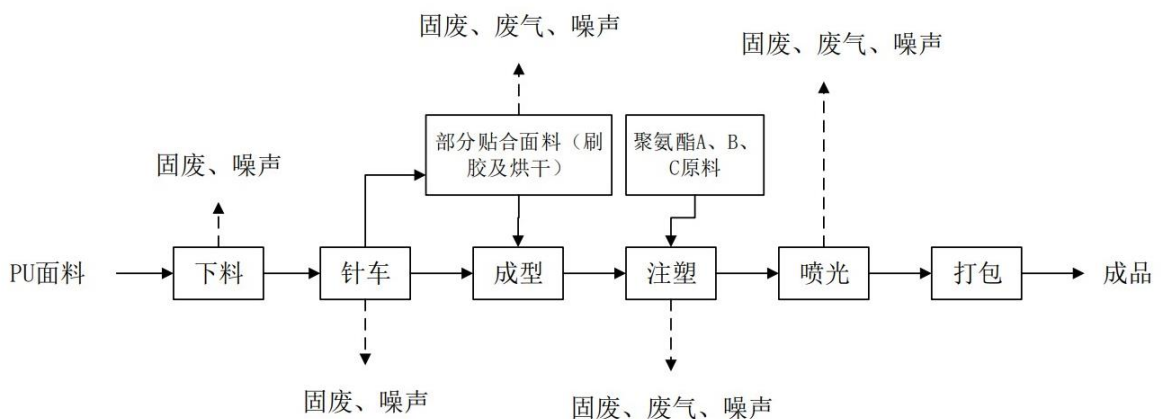 固废、废气、噪声
固废、废气、噪声
部分贴合面料（刷
胶及烘干）
聚氨酯A、B、
C原料
固废、噪声
PU面料
下料
针车
成型
注塑
喷光
打包
成品
固废、噪声
固废、废气、噪声